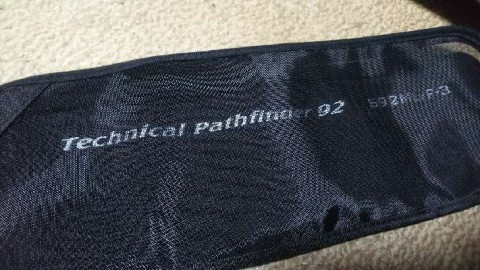 Technical Pathfinder 92